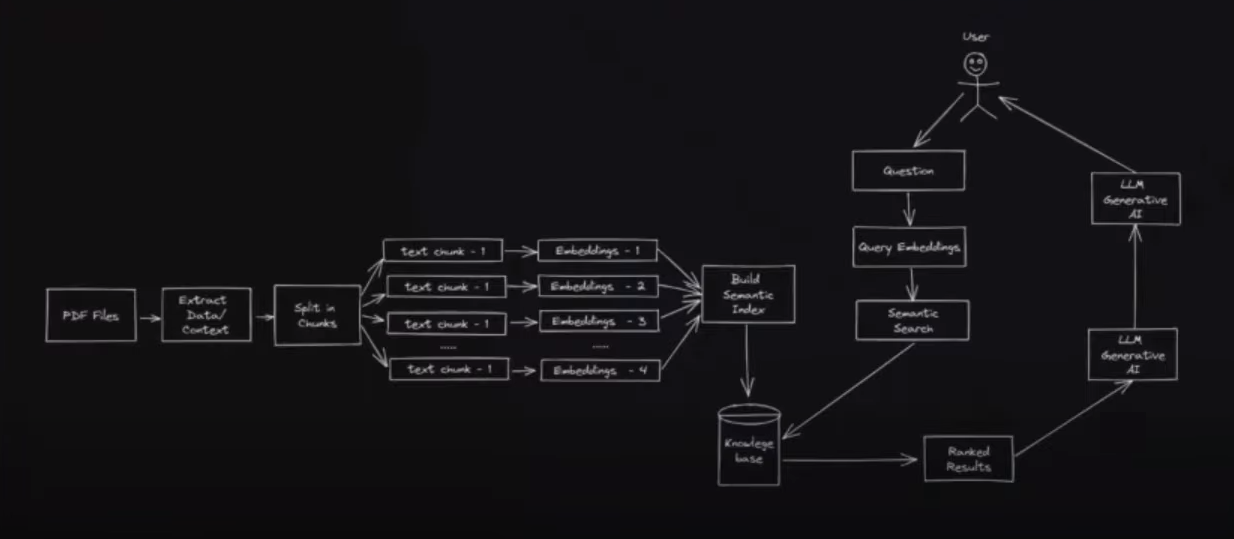 User
Question
Query Embeddings
Semantic
Search
LLM
Generative
AI
LLM
Generative
AI
PDF Files
Extract
Data/
Context
Split in
Chunks
text chunk - 1
Embeddings - 1
text chunk - 1
Embeddings - 2
text chunk - 1
Embeddings - 3
.....
.....
text chunk - 1
Embeddings - 4
Build
Semantic
Index
Knowlege
base
Ranked
Results